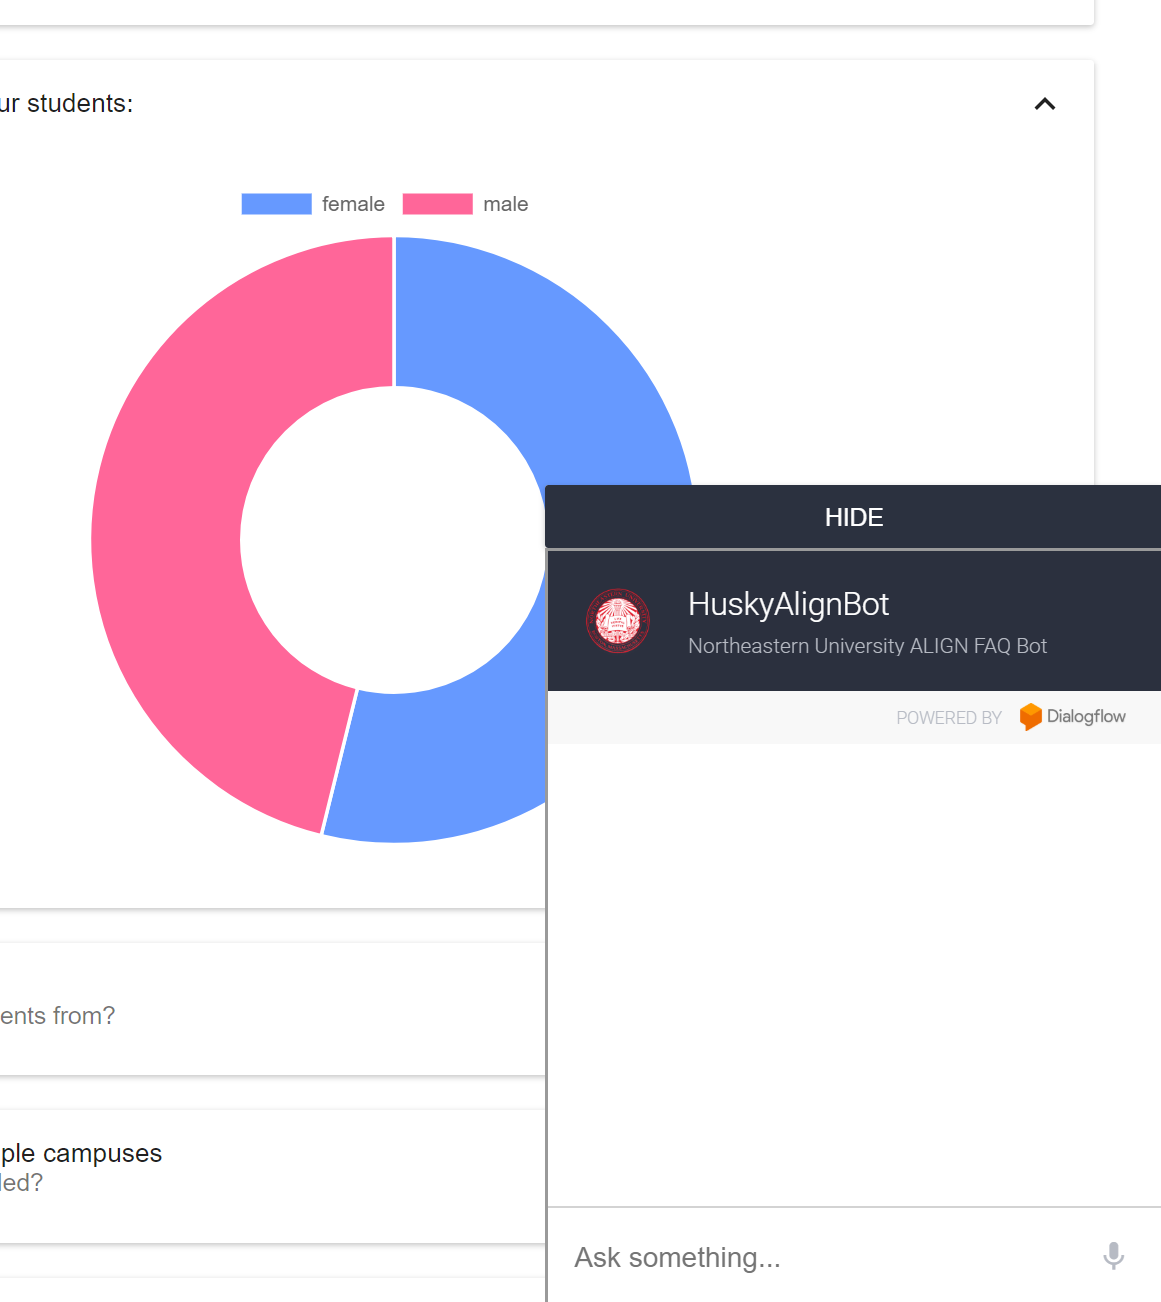 ur students:
female male
HIDE
HuskyAlignBot
Northeastern University ALIGN FAQ Bot
POWERED BY Dialogflow
ents from?
ple campuses
led?
Ask something...